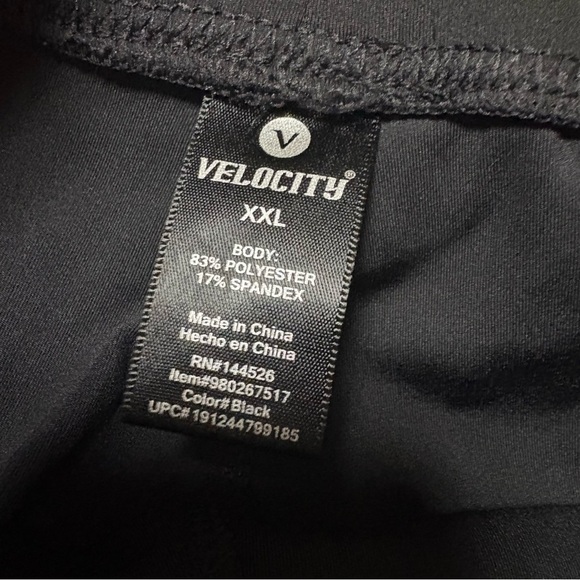 V
VELOCITY®
XXL
BODY:
83% POLYESTER
17% SPANDEX
Made in China
Hecho en China
RN#144526
Item#980267517
Color# Black
UPC# 191244799185